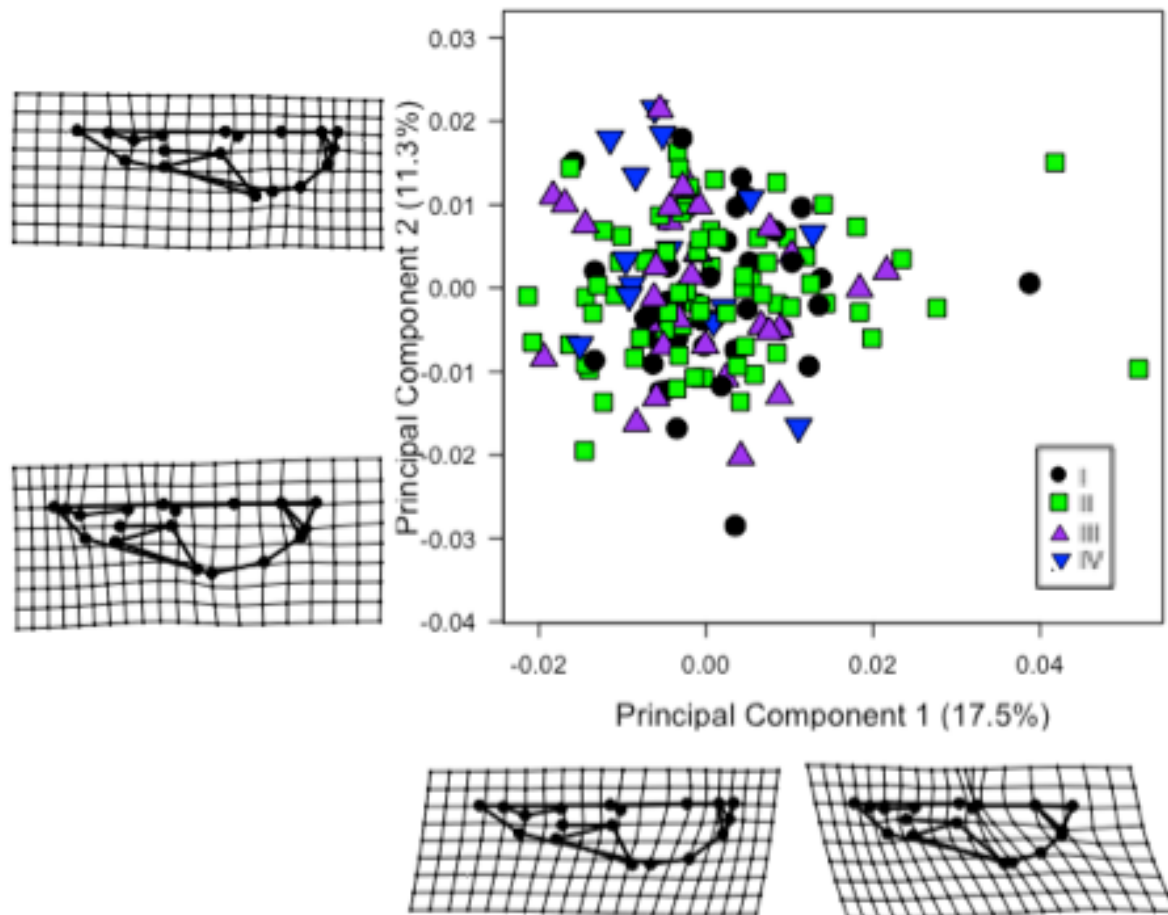 0.03
0.02
0.01
0.00
-0.01
-0.02
-0.03
-0.04
Principal Component 2 (11.3%)
I
II
III
IV
-0.02 0.00 0.02 0.04
Principal Component 1 (17.5%)